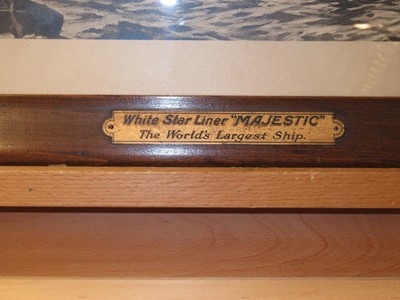 White Star Liner "MAJESTIC"
The World's Largest Ship.